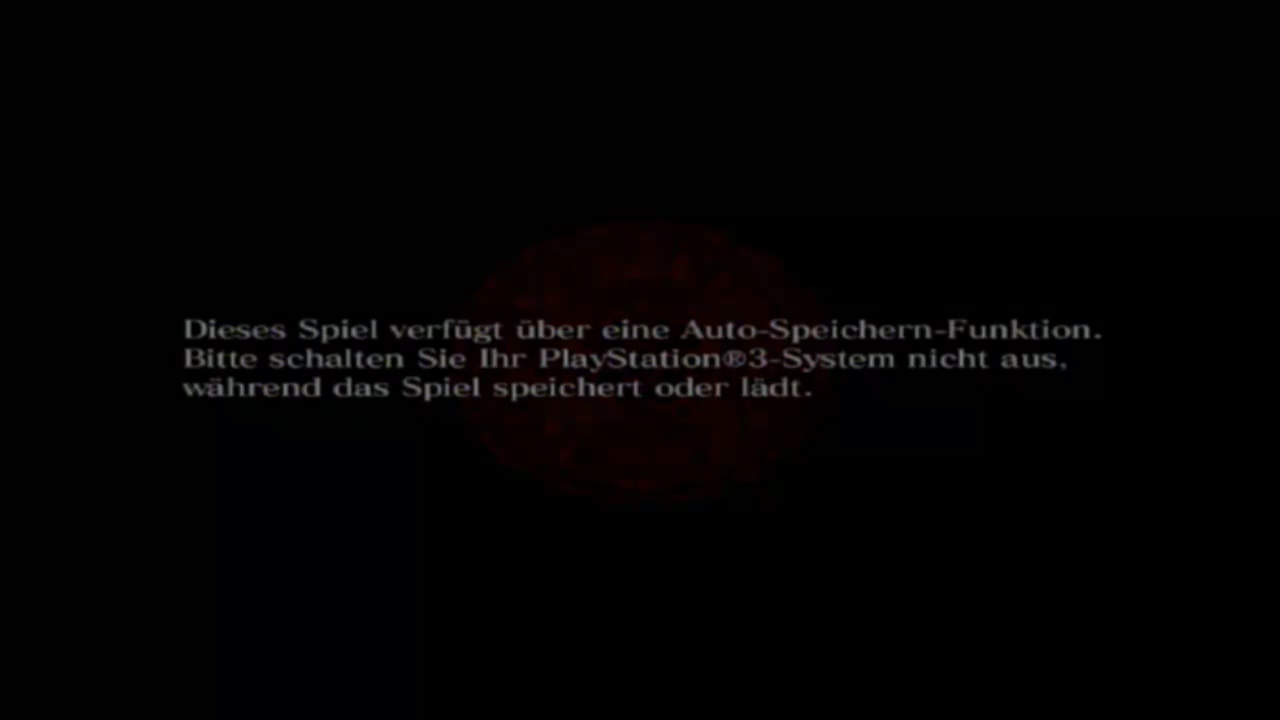 Dieses Spiel verfügt über eine Auto-Speichern-Funktion.
Bitte schalten Sie Ihr PlayStation®3-System nicht aus,
während das Spiel speichert oder lädt.